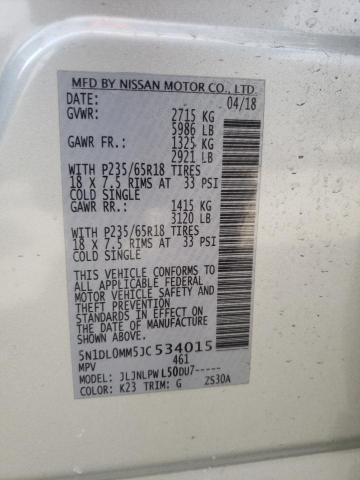 MFD BY NISSAN MOTOR CO., LTD
DATE: 04/18
GVWR: 2715 KG
5986 LB
GAWR FR: 1325 KG
2921 LB
WITH P235/65R18 TIRES
18 X 7.5 RIMS AT 33 PSI
COLD SINGLE
GAWR RR: 1415 KG
3120 LB
WITH P235/65R18 TIRES
18 X 7.5 RIMS AT 33 PSI
COLD SINGLE
THIS VEHICLE CONFORMS TO
ALL APPLICABLE FEDERAL
MOTOR VEHICLE SAFETY AND
THEFT PREVENTION
STANDARDS IN EFFECT ON
THE DATE OF MANUFACTURE
SHOWN ABOVE.
5N1DL0MM5JC534015
MPV 461
MODEL: JLJNLPWL50DU7-----
COLOR: K23 TRIM: G ZS30A